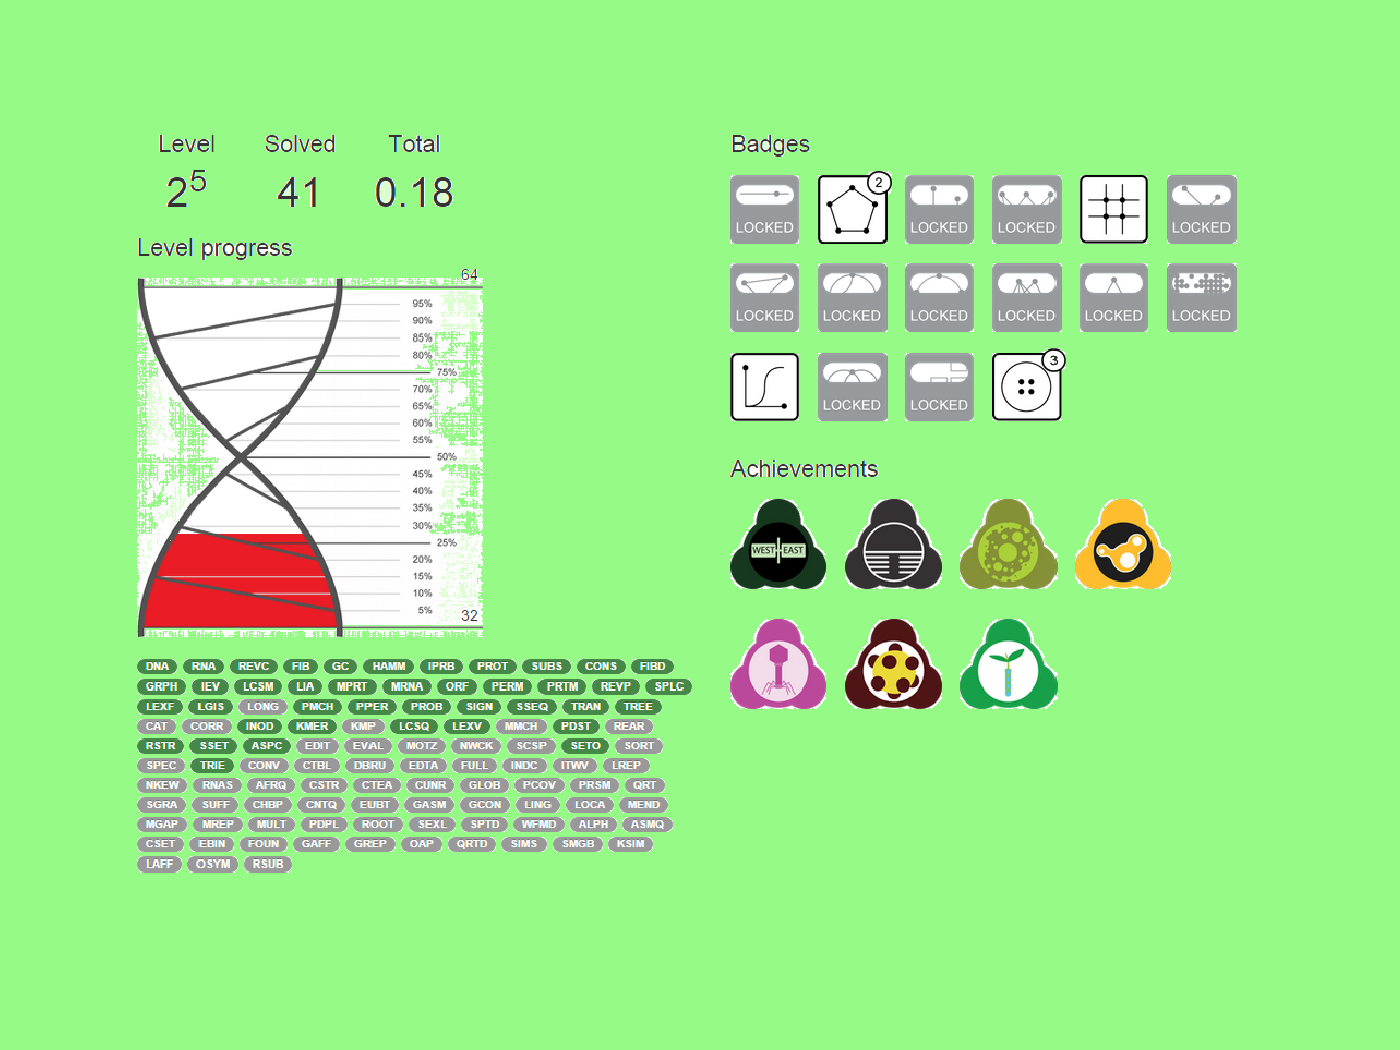 Level Solved Total
2⁵ 41 0.18
Level progress
64
95%
90%
85%
80%
75%
70%
65%
60%
55%
50%
45%
40%
35%
30%
25%
20%
15%
10%
5%
32
DNA RNA REVC FIB GC HAMM IPRB PROT SUBS CONS FIBD
GRPH IEV LCSM LIA MPRT MRNA ORF PERM PRTM REVP SPLC
LEXF LGIS LONG PMCH PPER PROB SIGN SSEQ TRAN TREE
CAT CORR INOD KMER KMP LCSQ LEXV MMCH PDST REAR
RSTR SSET ASPC EDIT EVAL MOTZ NWCK SCSP SETO SORT
SPEC TRIE CONV CTBL DBRU EDTA FULL INDC ITWV LREP
NKEW RNAS AFRQ CSTR CTEA CUNR GLOB PCOV PRSM QRT
SGRA SUFF CHBP CNTQ EUBT GASM GCON LING LOCA MEND
MGAP MREP MULT PDPL ROOT SEXL SPTD WFMD ALPH ASMQ
CSET EBIN FOUN GAFF GREP OAP QRTD SIMS SMGB KSIM
LAFF OSYM RSUB
Badges
LOCKED 2 LOCKED LOCKED LOCKED
LOCKED LOCKED LOCKED LOCKED LOCKED LOCKED
LOCKED LOCKED 3
Achievements
WEST EAST